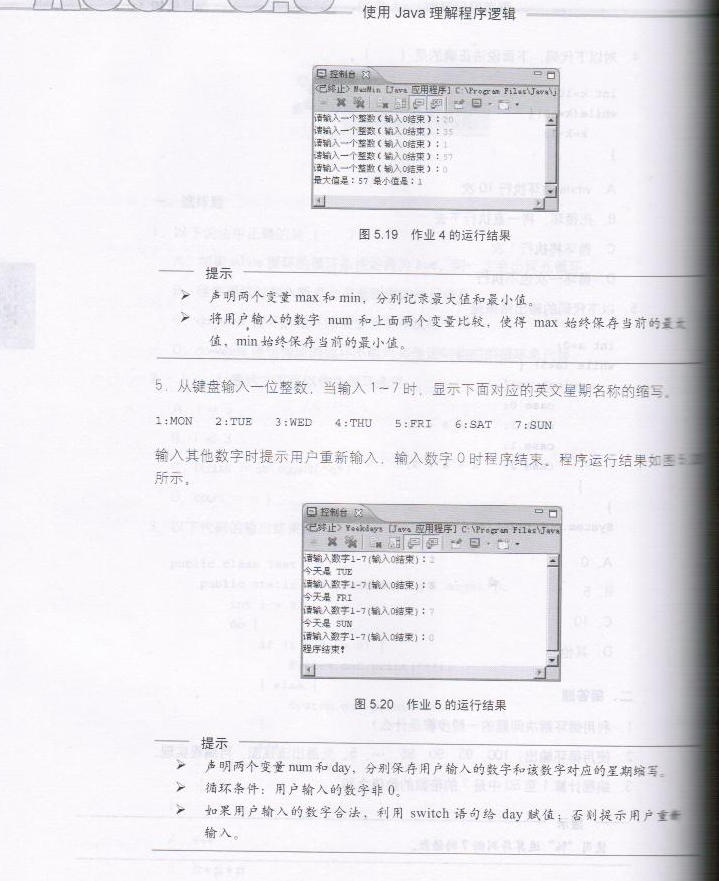 使用 Java 理解程序逻辑
控制台
<已终止> MaxMin [Java 应用程序] C:\Program Files\Java\j
请输入一个整数(输入0结束):20
请输入一个整数(输入0结束):35
请输入一个整数(输入0结束):1
请输入一个整数(输入0结束):57
请输入一个整数(输入0结束):0
最大值是:57 最小值是:1
图 5.19 作业 4 的运行结果
提示
➢ 声明两个变量 max 和 min，分别记录最大值和最小值。
➢ 将用户输入的数字 num 和上面两个变量比较，使得 max 始终保存当前的最大
值，min 始终保存当前的最小值。
5．从键盘输入一位整数，当输入 1～7 时，显示下面对应的英文星期名称的缩写。
1:MON 2:TUE 3:WED 4:THU 5:FRI 6:SAT 7:SUN
输入其他数字时提示用户重新输入，输入数字 0 时程序结束。程序运行结果如图
所示。
控制台
<已终止> Weekdays [Java 应用程序] C:\Program Files\Java
请输入数字1-7(输入0结束):2
今天是 TUE
请输入数字1-7(输入0结束):5
今天是 FRI
请输入数字1-7(输入0结束):7
今天是 SUN
请输入数字1-7(输入0结束):0
程序结束!
图 5.20 作业 5 的运行结果
提示
➢ 声明两个变量 num 和 day，分别保存用户输入的数字和该数字对应的星期缩写。
➢ 循环条件：用户输入的数字非 0。
➢ 如果用户输入的数字合法，利用 switch 语句给 day 赋值；否则提示用户重新
输入。